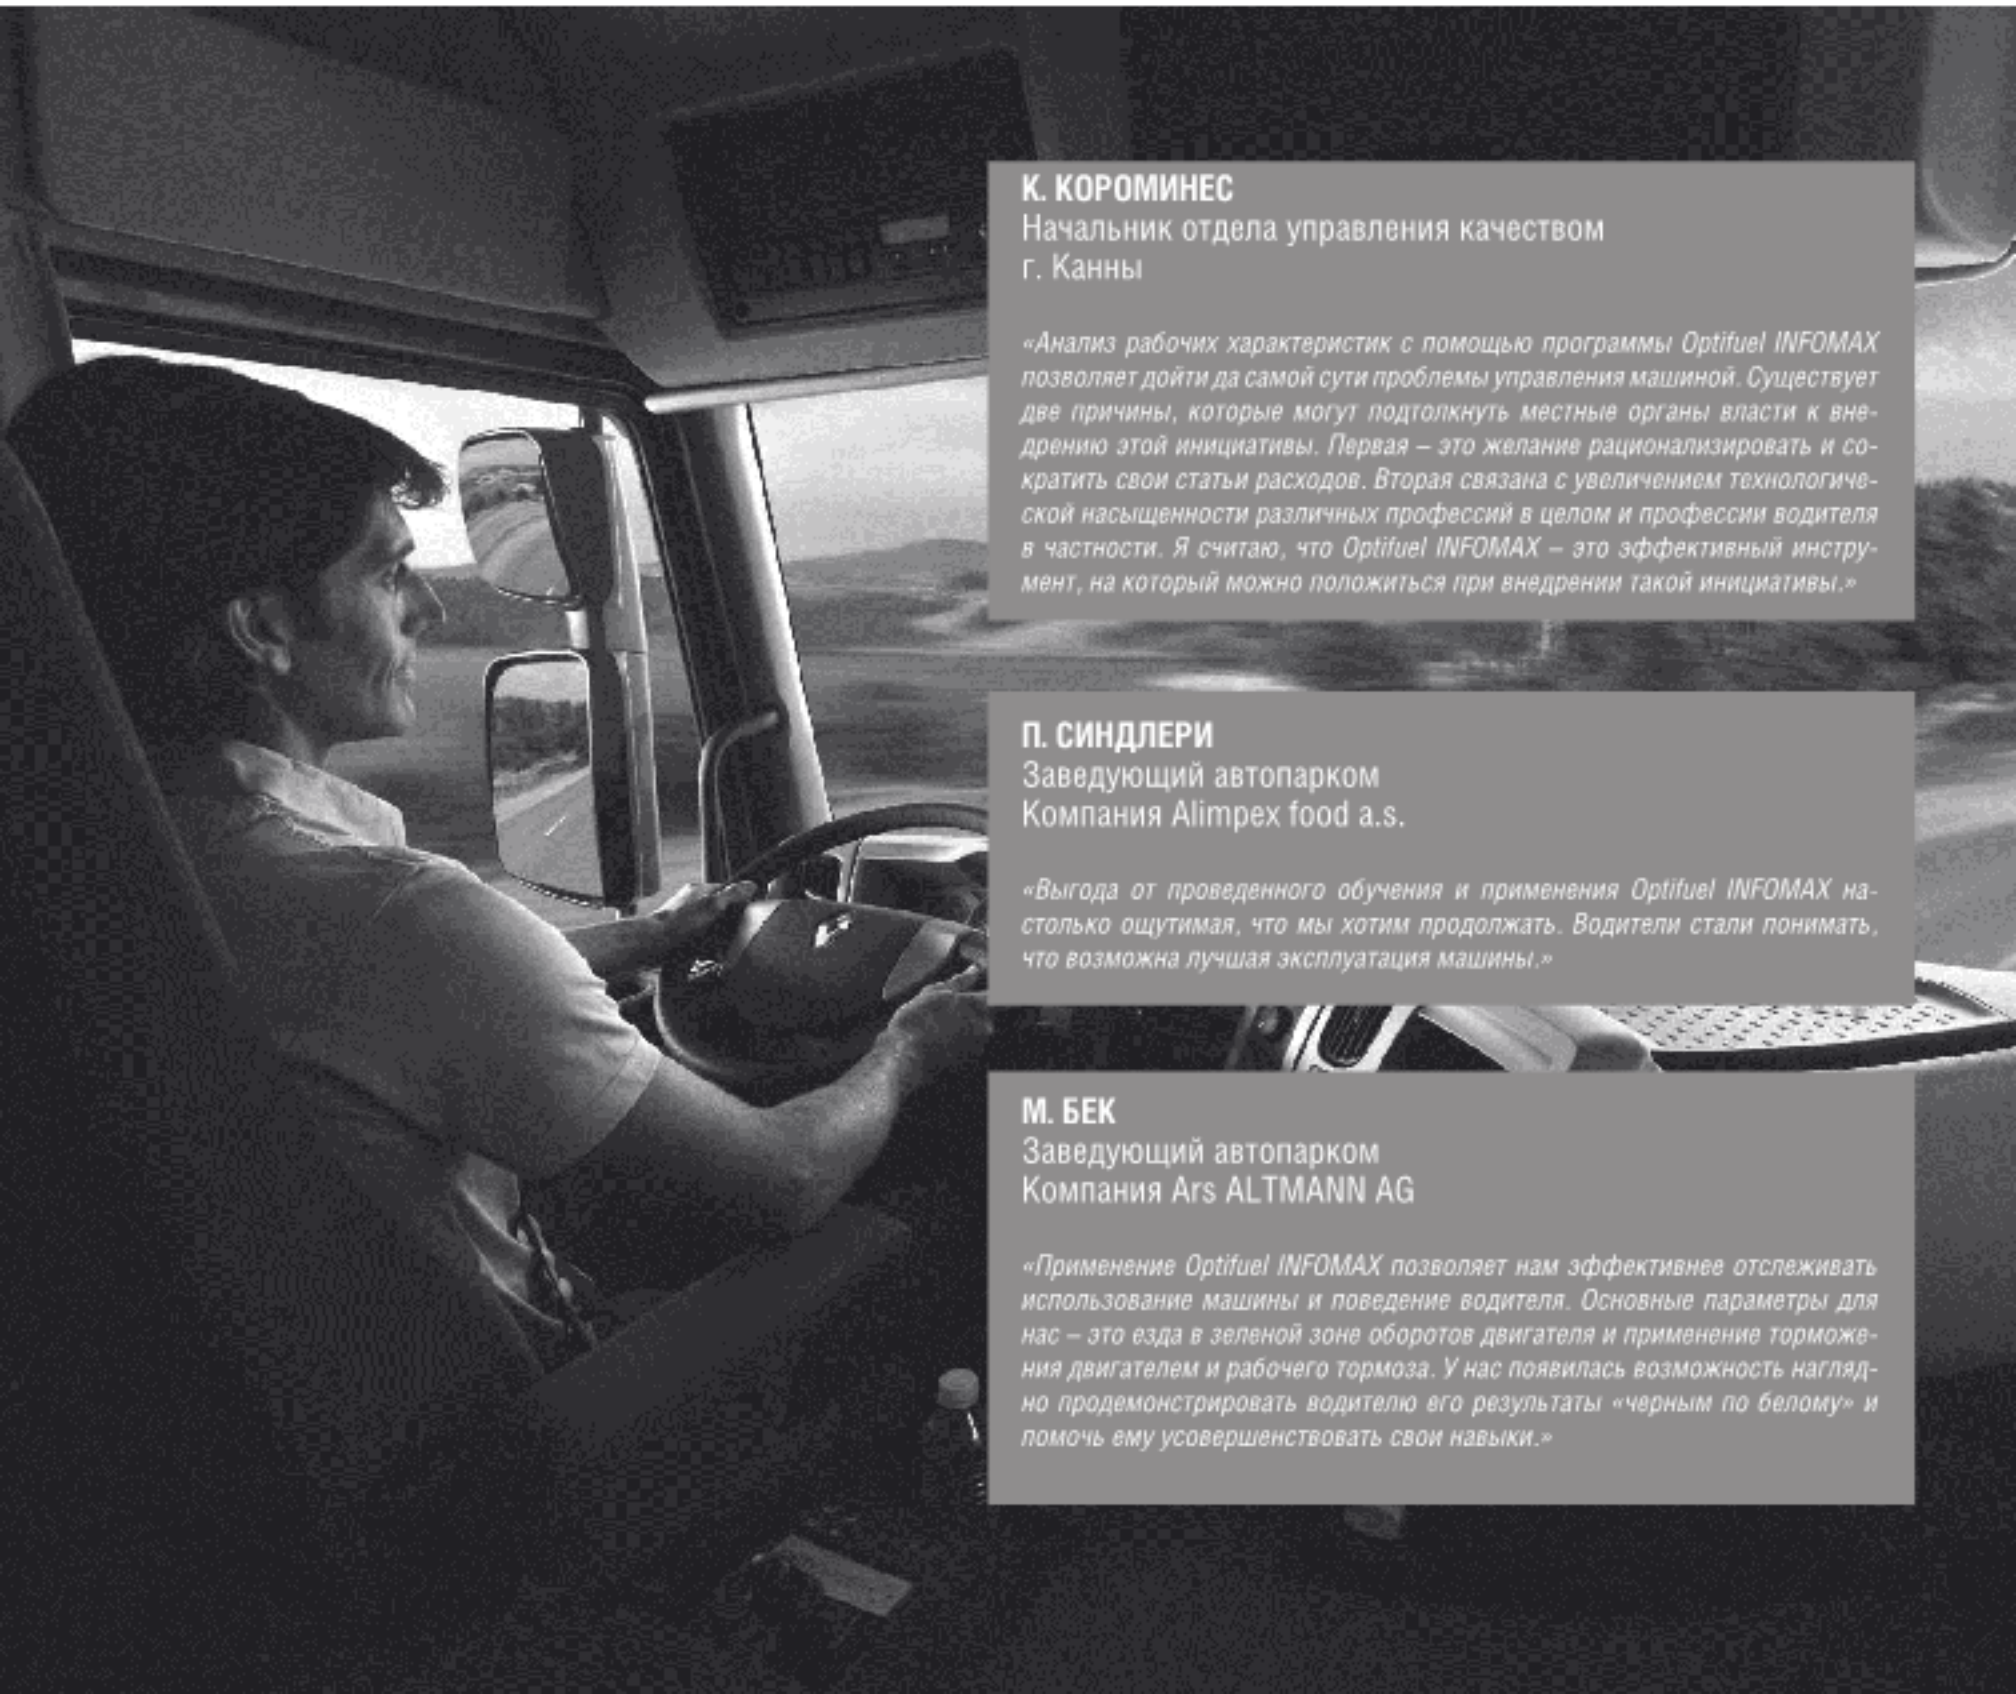 К. КОРОМИНЕС
Начальник отдела управления качеством
г. Канны
«Анализ рабочих характеристик с помощью программы Optifuel INFOMAX
позволяет дойти да самой сути проблемы управления машиной. Существует
две причины, которые могут подтолкнуть местные органы власти к вне-
дрению этой инициативы. Первая – это желание рационализировать и со-
кратить свои статьи расходов. Вторая связана с увеличением технологиче-
ской насыщенности различных профессий в целом и профессии водителя
в частности. Я считаю, что Optifuel INFOMAX – это эффективный инстру-
мент, на который можно положиться при внедрении такой инициативы.»
П. СИНДЛЕРИ
Заведующий автопарком
Компания Alimpex food a.s.
«Выгода от проведенного обучения и применения Optifuel INFOMAX на-
столько ощутимая, что мы хотим продолжать. Водители стали понимать,
что возможна лучшая эксплуатация машины.»
М. БЕК
Заведующий автопарком
Компания Ars ALTMANN AG
«Применение Optifuel INFOMAX позволяет нам эффективнее отслеживать
использование машины и поведение водителя. Основные параметры для
нас – это езда в зеленой зоне оборотов двигателя и применение торможе-
ния двигателем и рабочего тормоза. У нас появилась возможность нагляд-
но продемонстрировать водителю его результаты «черным по белому» и
помочь ему усовершенствовать свои навыки.»